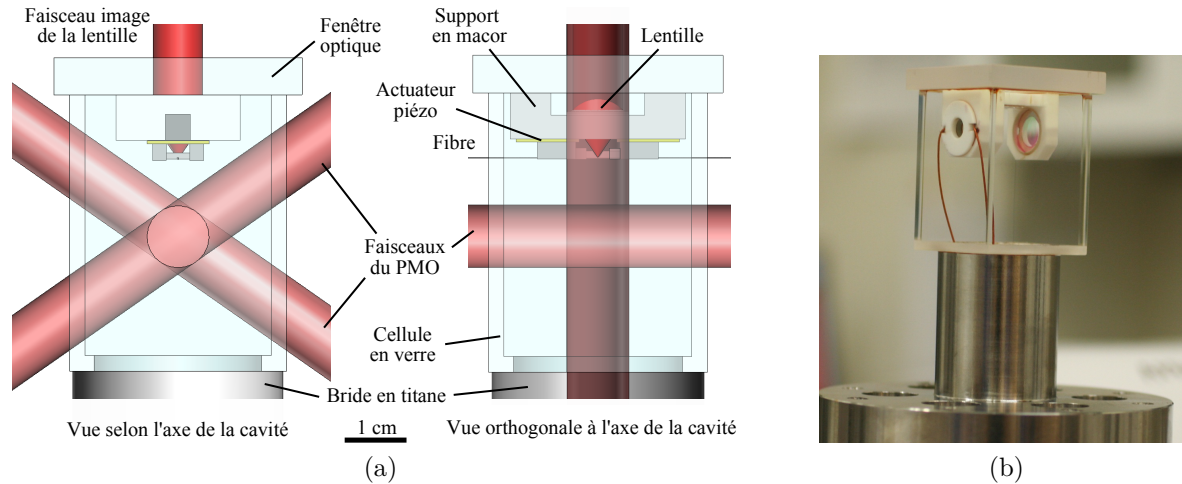 Faisceau image
de la lentille
Fenêtre
optique
Support
en macor
Lentille
Actuateur
piézo
Fibre
Faisceaux
du PMO
Cellule
en verre
Bride en titane
Vue selon l'axe de la cavité
1 cm
Vue orthogonale à l'axe de la cavité
(a)
(b)